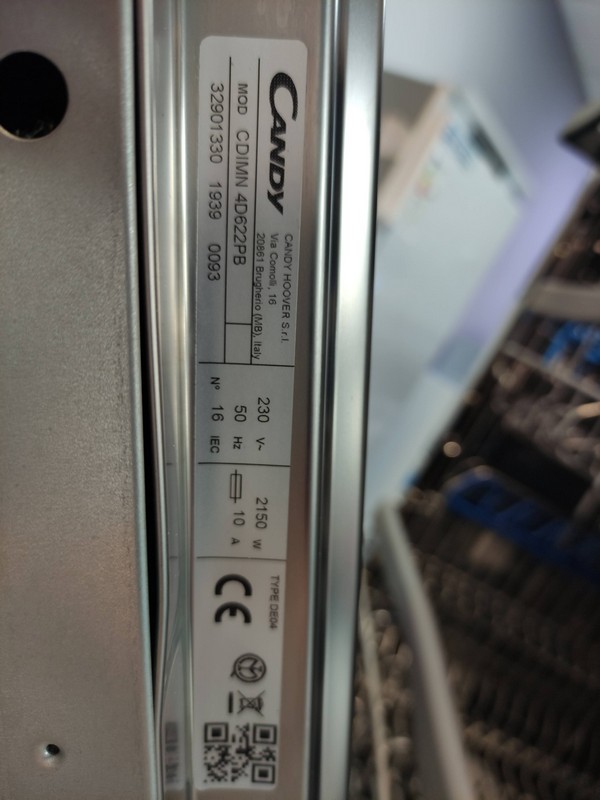 CANDY
CANDY HOOVER S.r.l.
Via Comolli, 16
20861 Brugherio (MB), Italy
MOD CDIMN 4D622PB
32901330 1939 0093
230 V~
50 Hz
N° 16 IEC
2150 W
10 A
TYPE DE04
CE